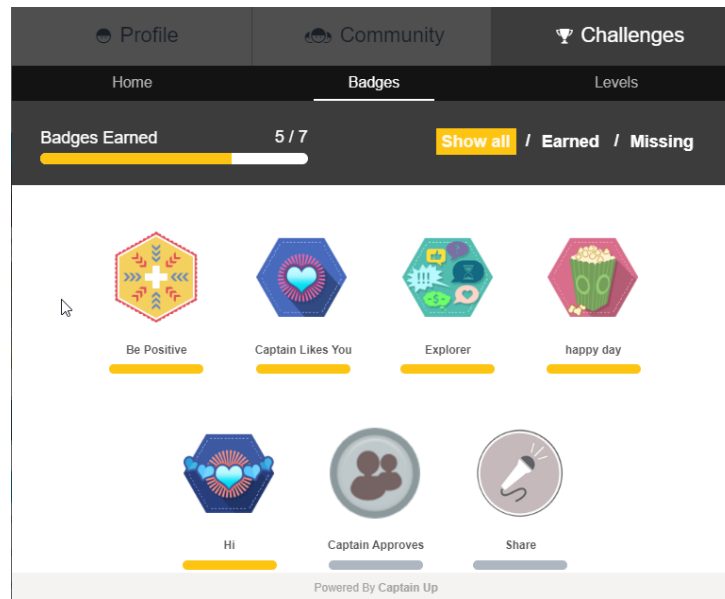 Profile
Community
Challenges
Home
Badges
Levels
Badges Earned
5 / 7
Show all / Earned / Missing
Be Positive
Captain Likes You
Explorer
happy day
Hi
Captain Approves
Share
Powered By Captain Up